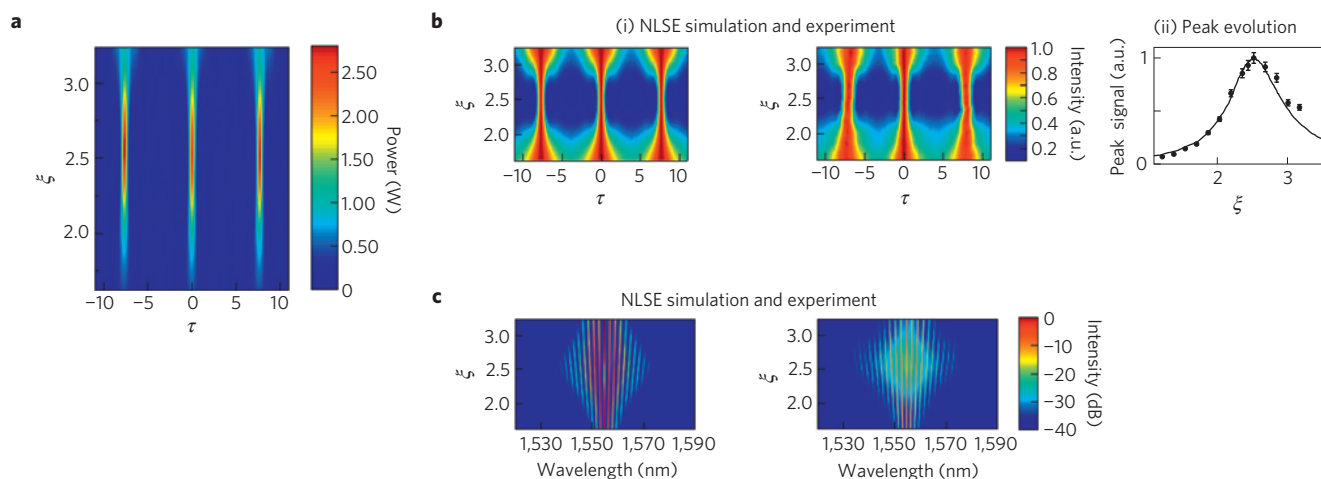 a
3.0
2.5
2.0
ξ
−10 −5 0 5 10
τ
2.50
2.00
1.50
1.00
0.50
0
Power (W)
b
(i) NLSE simulation and experiment
3.0
2.0
ξ
−10 −5 0 5 10
τ
3.0
2.0
ξ
−10 −5 0 5 10
τ
1.0
0.8
0.6
0.4
0.2
Intensity (a.u.)
(ii) Peak evolution
1
0
Peak signal (a.u.)
2 3
ξ
c
NLSE simulation and experiment
3.0
2.5
2.0
ξ
1,530 1,550 1,570 1,590
Wavelength (nm)
3.0
2.5
2.0
ξ
1,530 1,550 1,570 1,590
Wavelength (nm)
0
−10
−20
−30
−40
Intensity (dB)